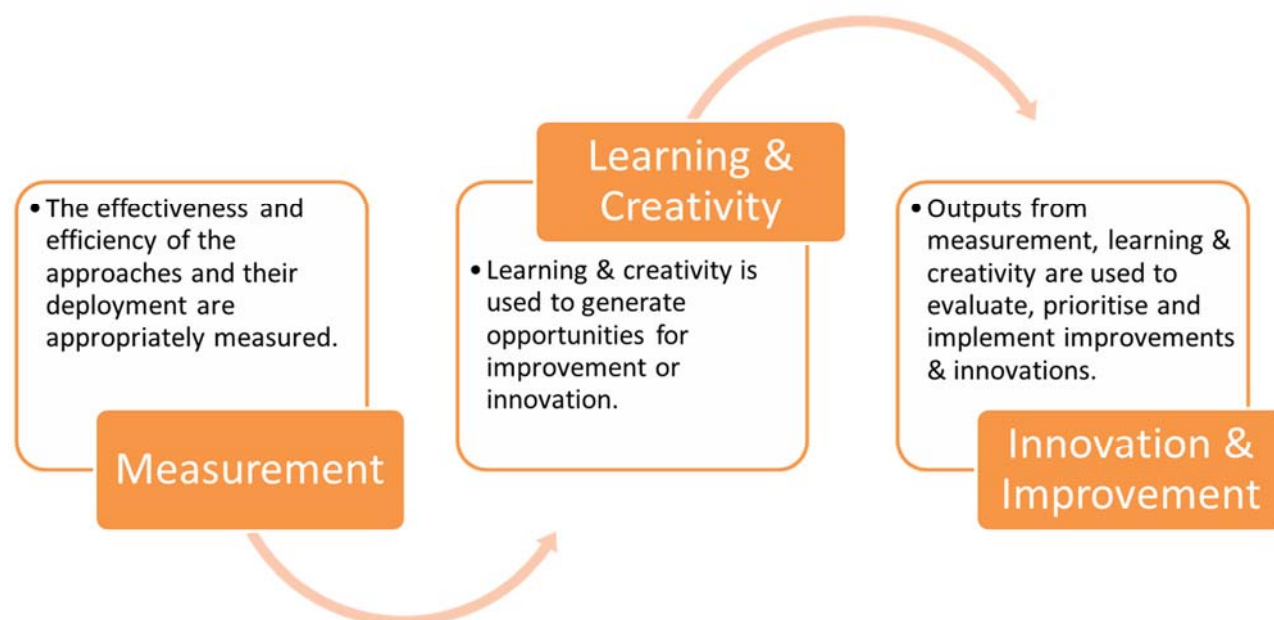 • The effectiveness and
efficiency of the
approaches and their
deployment are
appropriately measured.
Measurement
Learning &
Creativity
• Learning & creativity is
used to generate
opportunities for
improvement or
innovation.
• Outputs from
measurement, learning &
creativity are used to
evaluate, prioritise and
implement improvements
& innovations.
Innovation &
Improvement